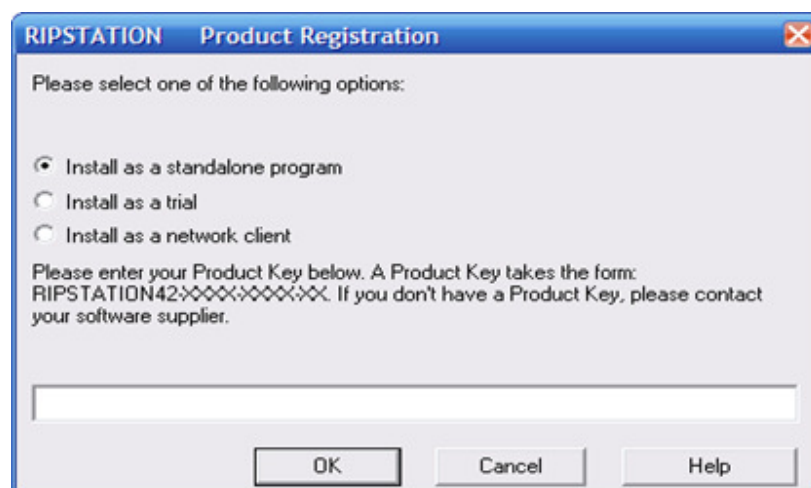 RIPSTATION Product Registration
Please select one of the following options:
Install as a standalone program
Install as a trial
Install as a network client
Please enter your Product Key below. A Product Key takes the form:
RIPSTATION42-XXXX-XXXX-XX. If you don't have a Product Key, please contact
your software supplier.
OK Cancel Help